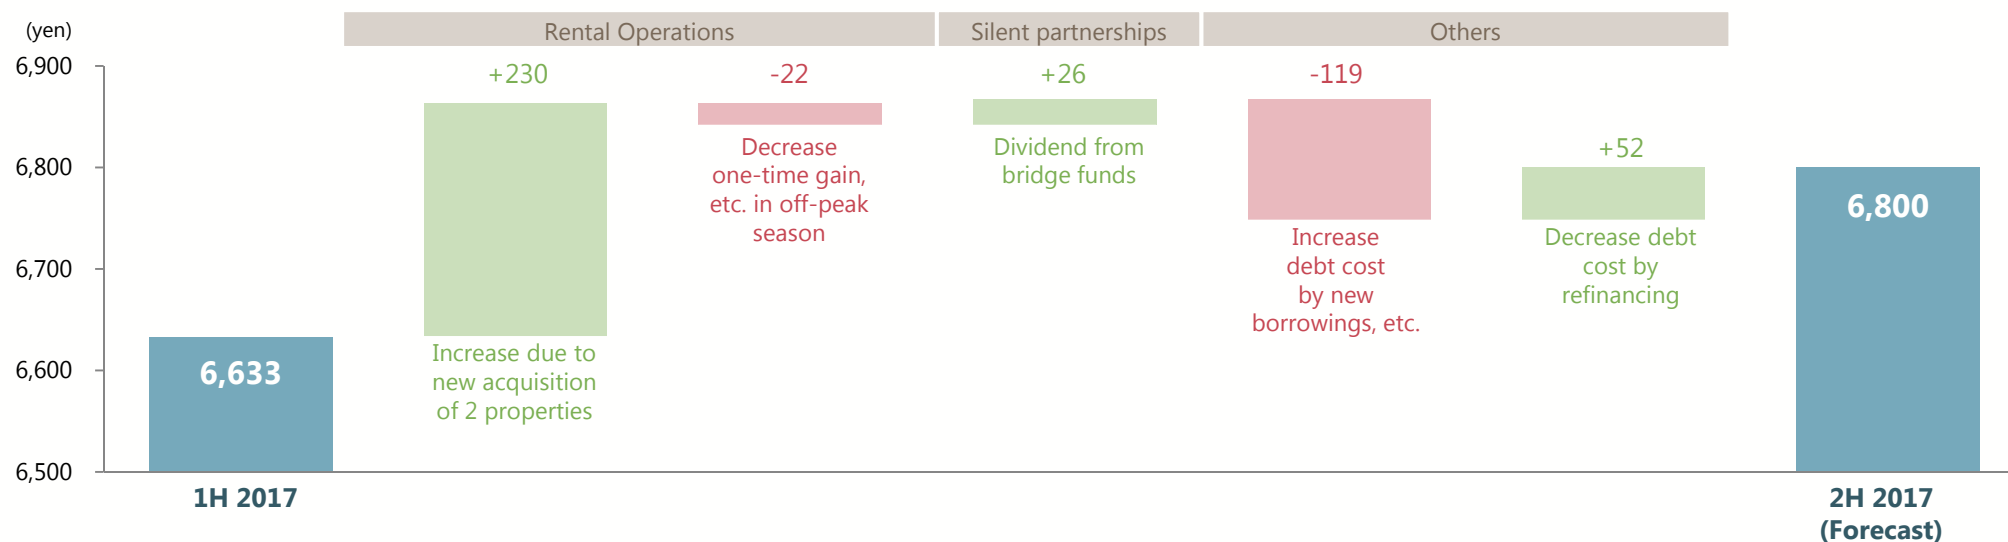 (yen)
Rental Operations
Silent partnerships
Others
6,900
6,800
6,700
6,600
6,500
+230
-22
+26
-119
+52
Increase due to
new acquisition
of 2 properties
Decrease
one-time gain,
etc. in off-peak
season
Dividend from
bridge funds
Increase
debt cost
by new
borrowings, etc.
Decrease debt
cost by
refinancing
6,633
6,800
1H 2017
2H 2017
(Forecast)